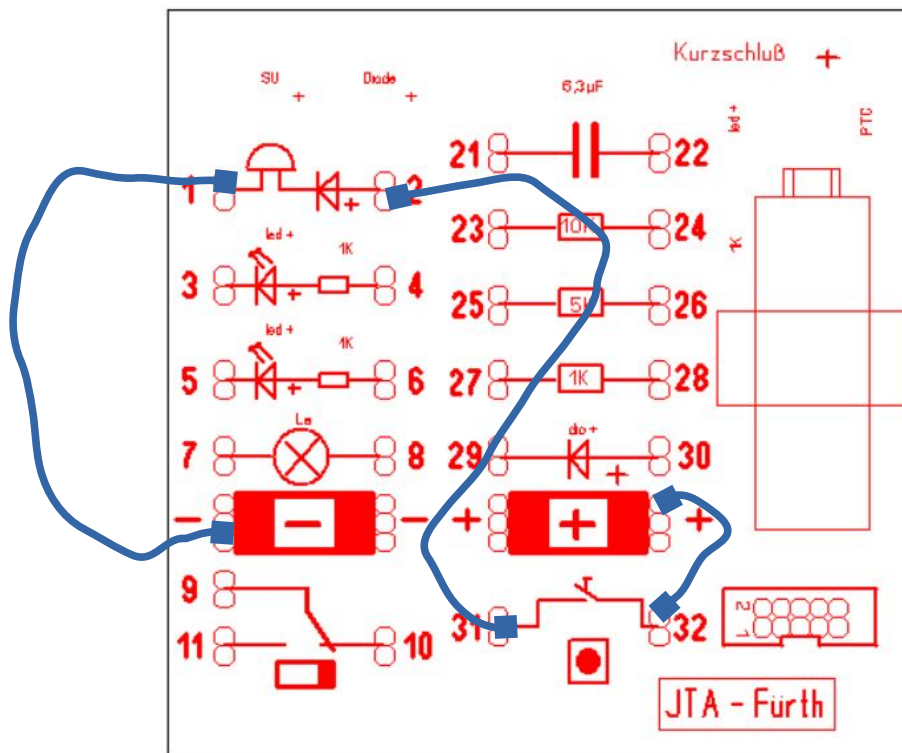 Kurzschluß +
SU + Diode +
6,3µF
led + PTC
21 22
1 2
+
23 10K 24
led + 1K
1K
3 4
+
25 26
led + 1K
5 6
+
27 1K 28
La
dio +
7 8
29 30
+
- - - + + +
9
11 10
31 32
2
1
JTA - Fürth